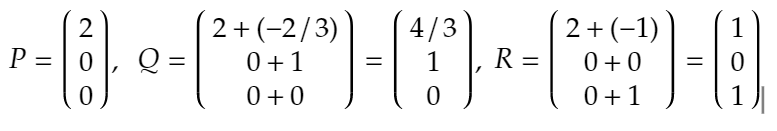 P = (2 0 0), Q = (2 + (−2/3) 0 + 1 0 + 0) = (4/3 1 0), R = (2 + (−1) 0 + 0 0 + 1) = (1 0 1)